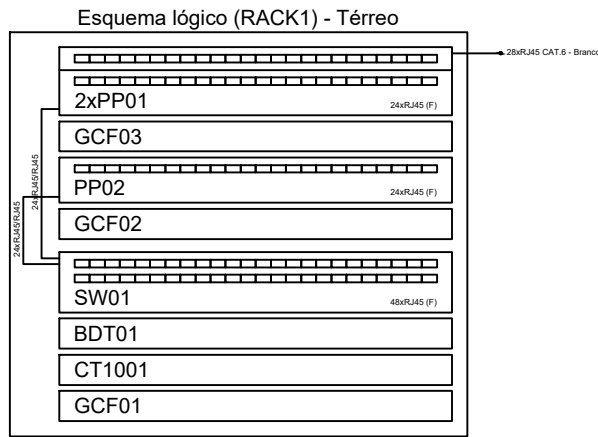 Esquema lógico (RACK1) - Térreo
28xRJ45 CAT.6 - Branco
2xPP01
24xRJ45 (F)
GCF03
24xRJ45/RJ45
PP02
24xRJ45 (F)
24xRJ45/RJ45
GCF02
SW01
48xRJ45 (F)
BDT01
CT1001
GCF01